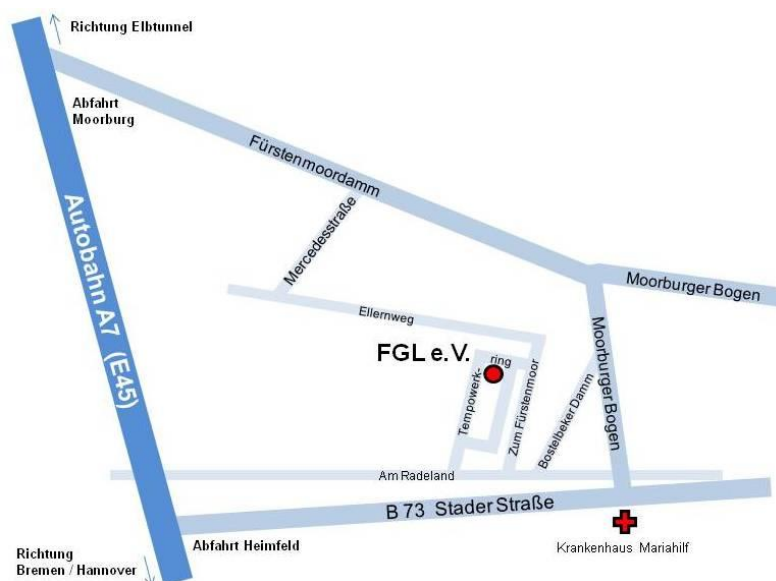 Richtung Elbtunnel
Abfahrt
Moorburg
Fürstenmoordamm
Autobahn A7 (E45)
Mercedesstraße
Moorburger Bogen
Ellernweg
Moorburger Bogen
FGL e.V.
Tempowerk-
ring
Zum Fürstenmoor
Bostelbeker Damm
Am Radeland
B 73 Stader Straße
Abfahrt Heimfeld
Krankenhaus Mariahilf
Richtung
Bremen / Hannover